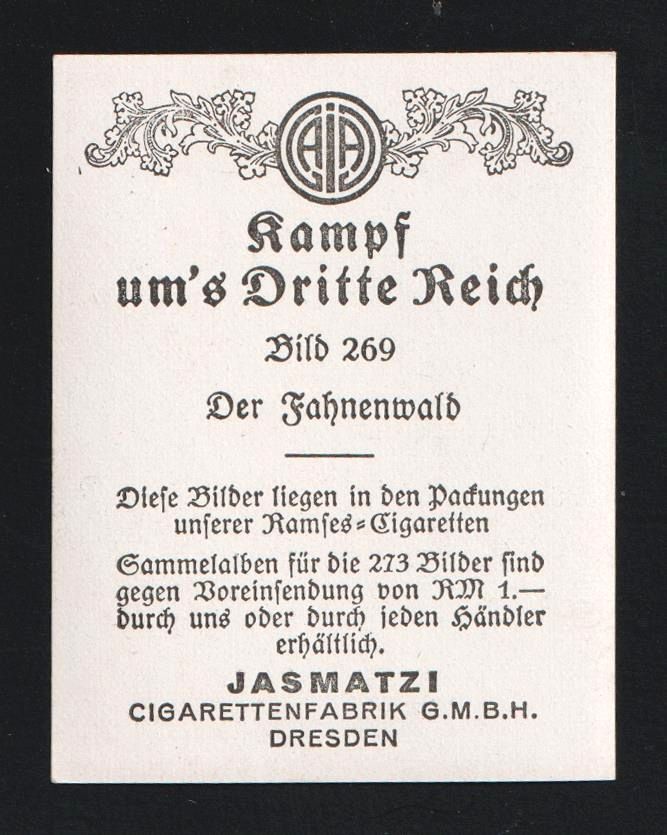 Kampf
um's Dritte Reich
Bild 269
Der Fahnenwald
Diese Bilder liegen in den Packungen
unserer Ramses=Cigaretten
Sammelalben für die 273 Bilder sind
gegen Voreinsendung von RM 1.—
durch uns oder durch jeden Händler
erhältlich.
JASMATZI
CIGARETTENFABRIK G.M.B.H.
DRESDEN